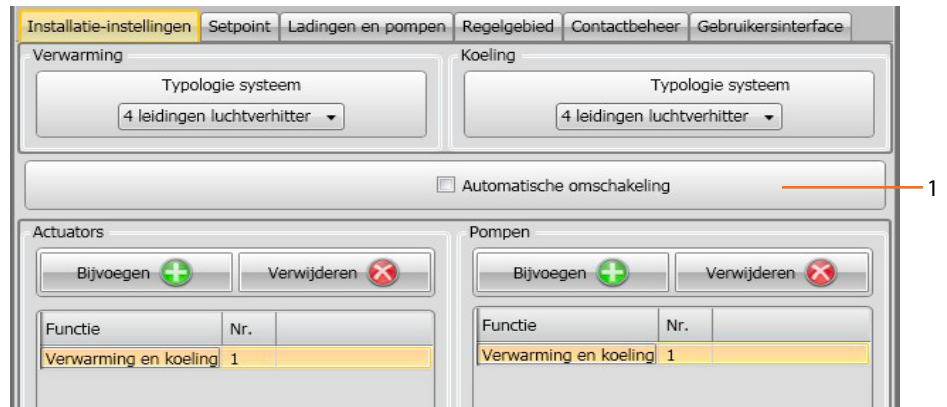 Installatie-instellingen Setpoint Ladingen en pompen Regelgebied Contactbeheer Gebruikersinterface
Verwarming Koeling
Typologie systeem Typologie systeem
4 leidingen luchtverhitter 4 leidingen luchtverhitter
Automatische omschakeling 1
Actuators Pompen
Bijvoegen Verwijderen Bijvoegen Verwijderen
Functie Nr. Functie Nr.
Verwarming en koeling 1 Verwarming en koeling 1